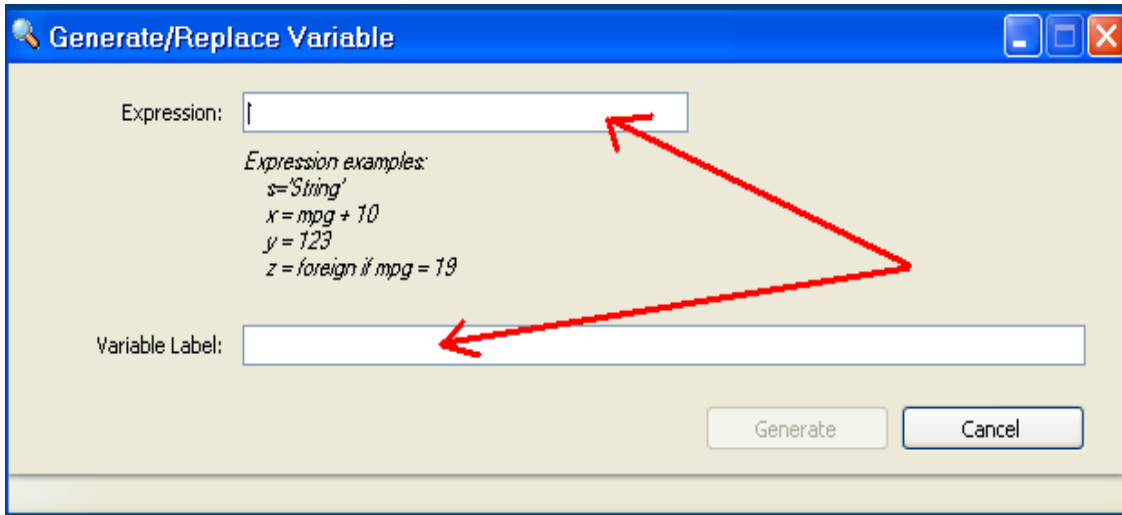 Generate/Replace Variable
Expression:
Expression examples:
s='String'
x = mpg + 10
y = 123
z = foreign if mpg = 19
Variable Label:
Generate
Cancel